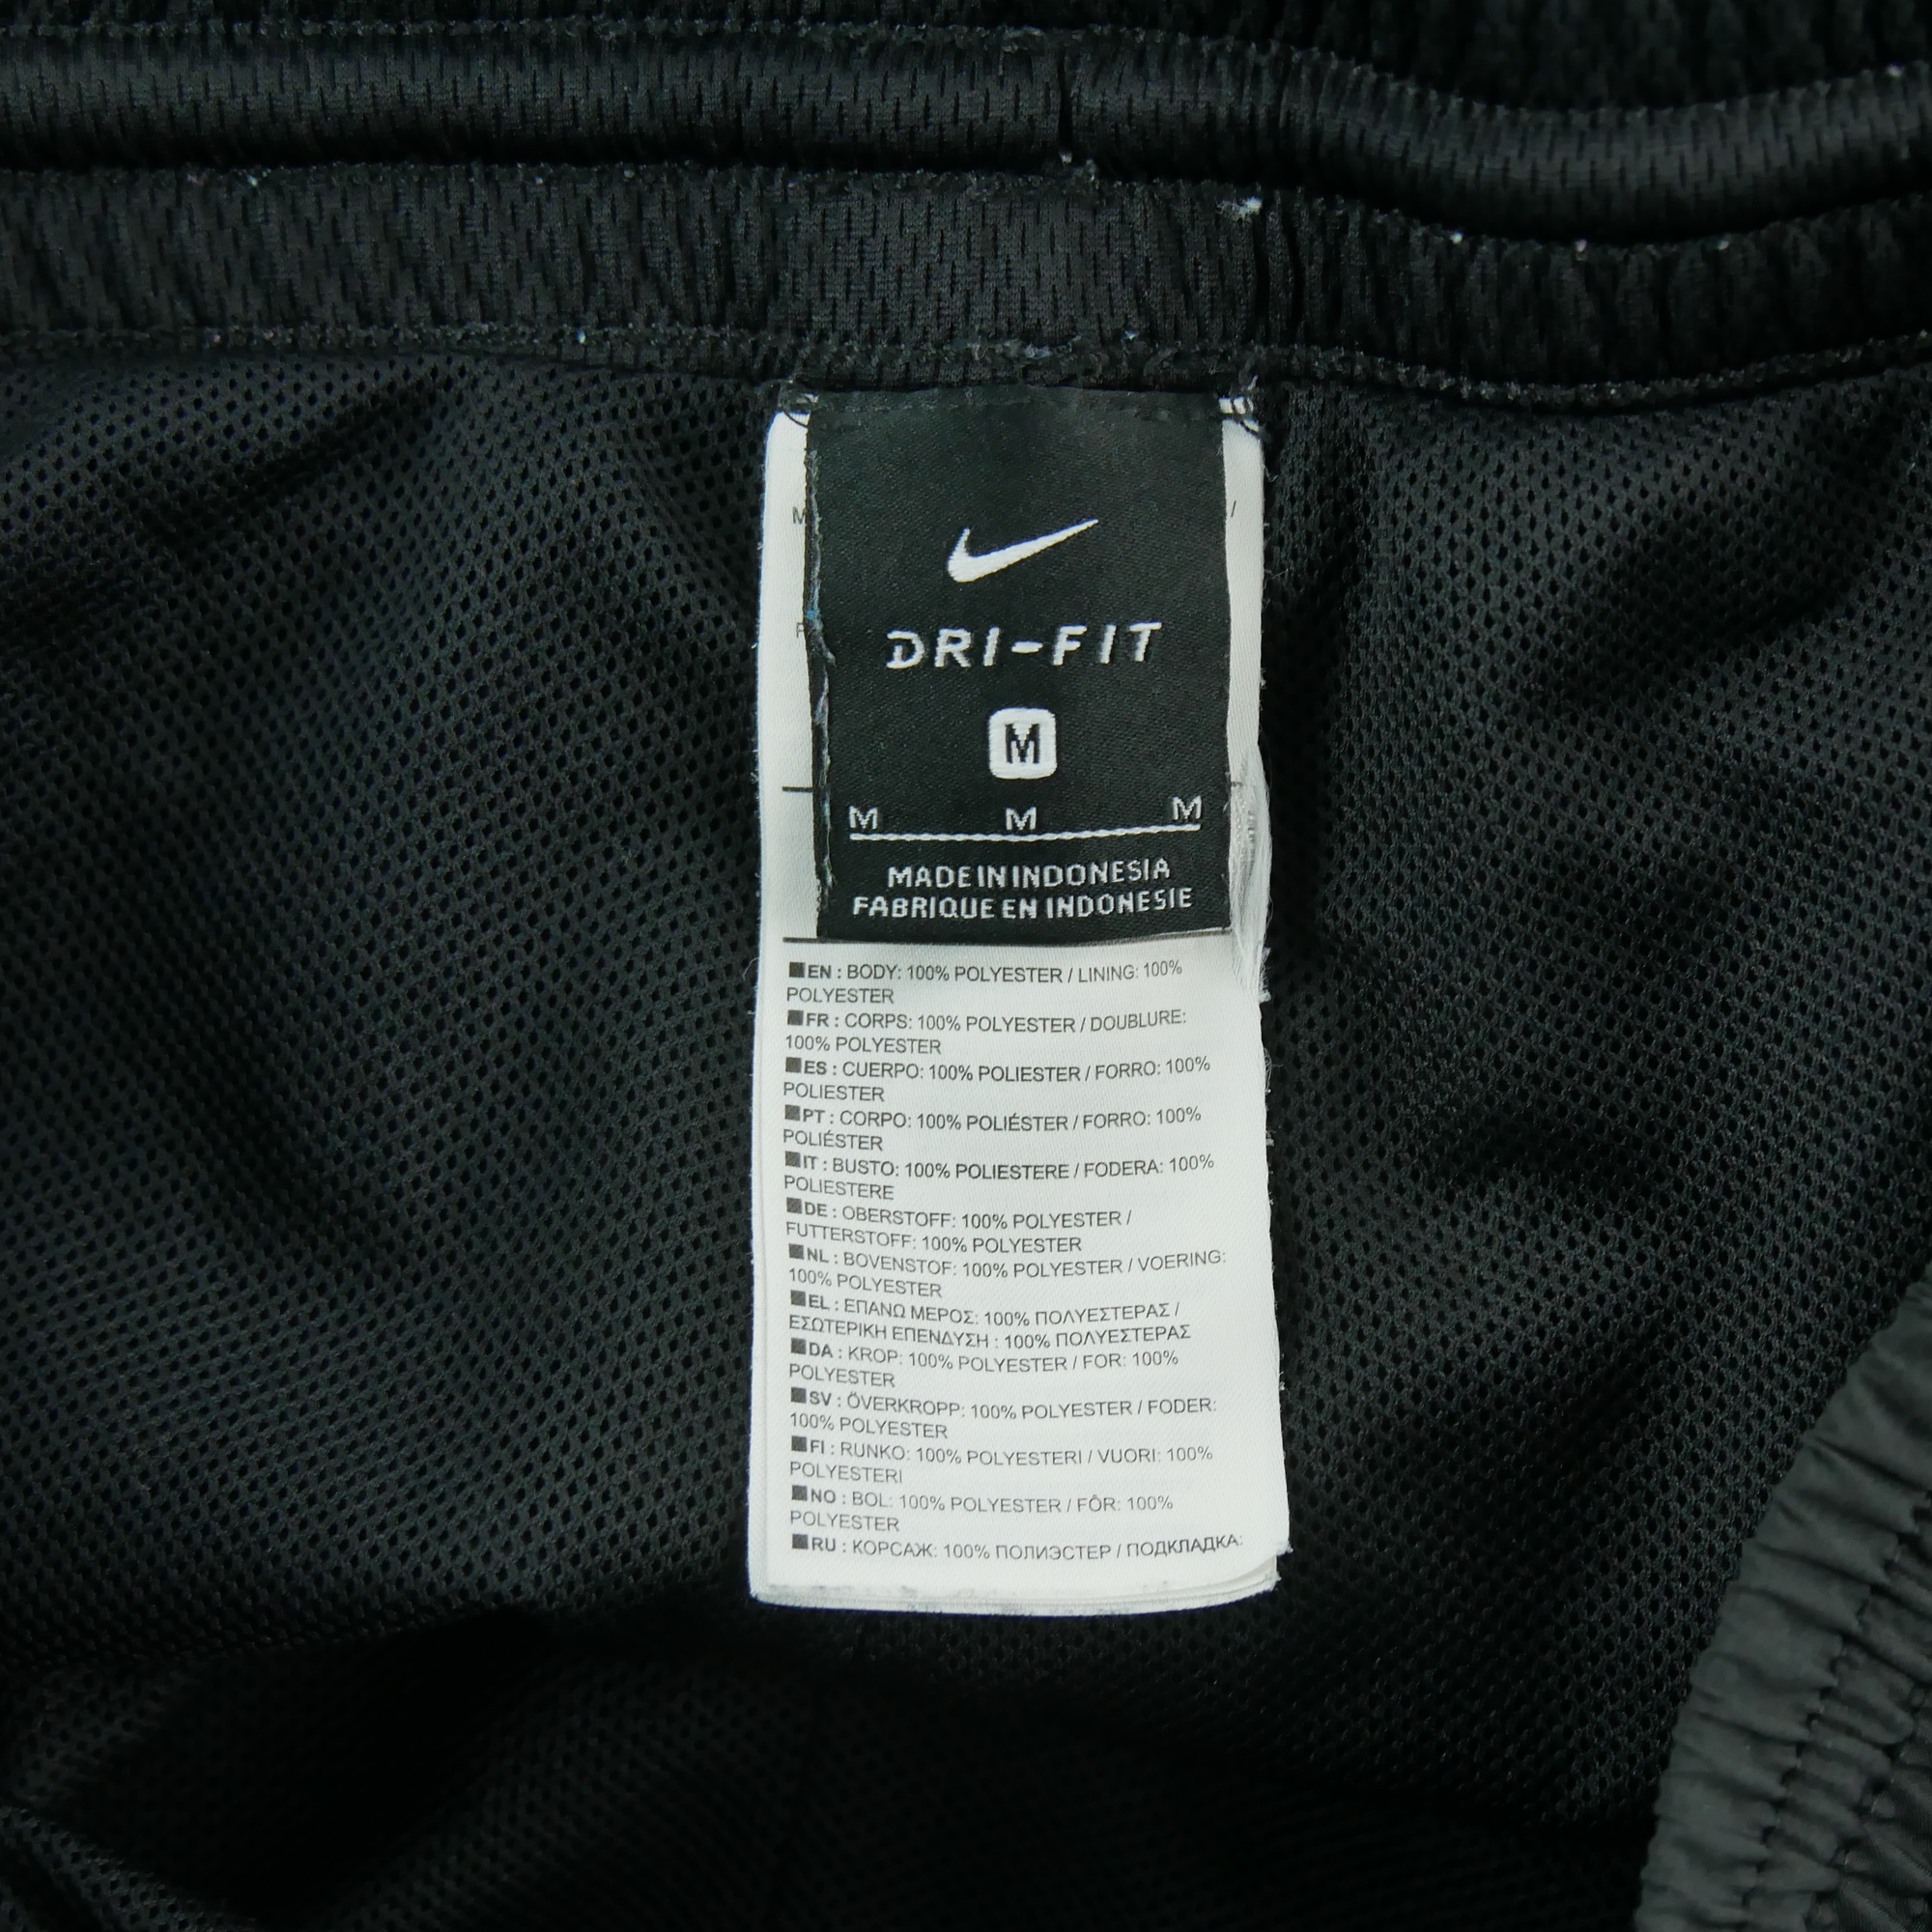 DRI-FIT
M
M M M
MADE IN INDONESIA
FABRIQUE EN INDONESIE
EN : BODY: 100% POLYESTER / LINING: 100%
POLYESTER
FR : CORPS: 100% POLYESTER / DOUBLURE:
100% POLYESTER
ES : CUERPO: 100% POLIESTER / FORRO: 100%
POLIESTER
PT : CORPO: 100% POLIÉSTER / FORRO: 100%
POLIÉSTER
IT : BUSTO: 100% POLIESTERE / FODERA: 100%
POLIESTERE
DE : OBERSTOFF: 100% POLYESTER /
FUTTERSTOFF: 100% POLYESTER
NL : BOVENSTOF: 100% POLYESTER / VOERING:
100% POLYESTER
EL : ΕΠΑΝΩ ΜΕΡΟΣ: 100% ΠΟΛΥΕΣΤΕΡΑΣ /
ΕΣΩΤΕΡΙΚΗ ΕΠΕΝΔΥΣΗ : 100% ΠΟΛΥΕΣΤΕΡΑΣ
DA : KROP: 100% POLYESTER / FOR: 100%
POLYESTER
SV : ÖVERKROPP: 100% POLYESTER / FODER:
100% POLYESTER
FI : RUNKO: 100% POLYESTERI / VUORI: 100%
POLYESTERI
NO : BOL: 100% POLYESTER / FÔR: 100%
POLYESTER
RU : КОРСАЖ: 100% ПОЛИЭСТЕР / ПОДКЛАДКА: